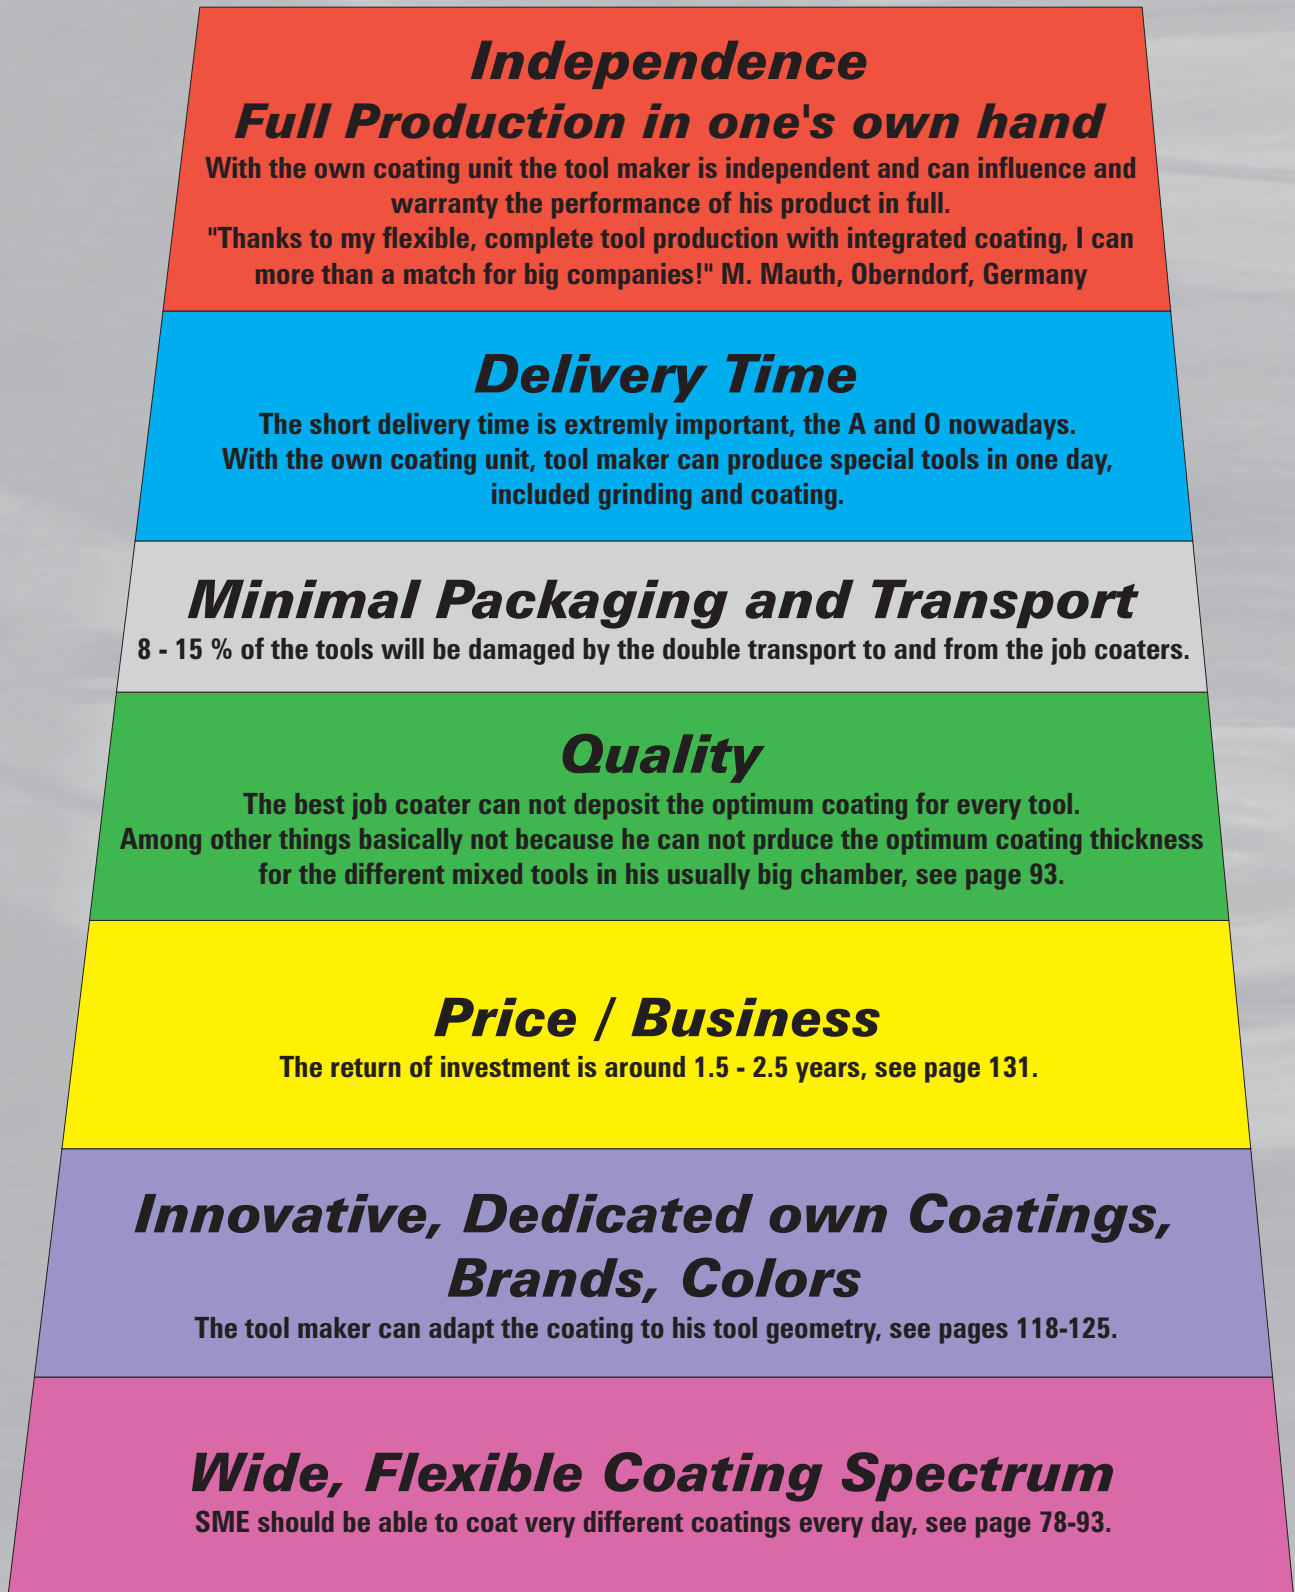 Independence
Full Production in one's own hand
With the own coating unit the tool maker is independent and can influence and
warranty the performance of his product in full.
"Thanks to my flexible, complete tool production with integrated coating, I can
more than a match for big companies!" M. Mauth, Oberndorf, Germany
Delivery Time
The short delivery time is extremly important, the A and O nowadays.
With the own coating unit, tool maker can produce special tools in one day,
included grinding and coating.
Minimal Packaging and Transport
8 - 15 % of the tools will be damaged by the double transport to and from the job coaters.
Quality
The best job coater can not deposit the optimum coating for every tool.
Among other things basically not because he can not prduce the optimum coating thickness
for the different mixed tools in his usually big chamber, see page 93.
Price / Business
The return of investment is around 1.5 - 2.5 years, see page 131.
Innovative, Dedicated own Coatings,
Brands, Colors
The tool maker can adapt the coating to his tool geometry, see pages 118-125.
Wide, Flexible Coating Spectrum
SME should be able to coat very different coatings every day, see page 78-93.